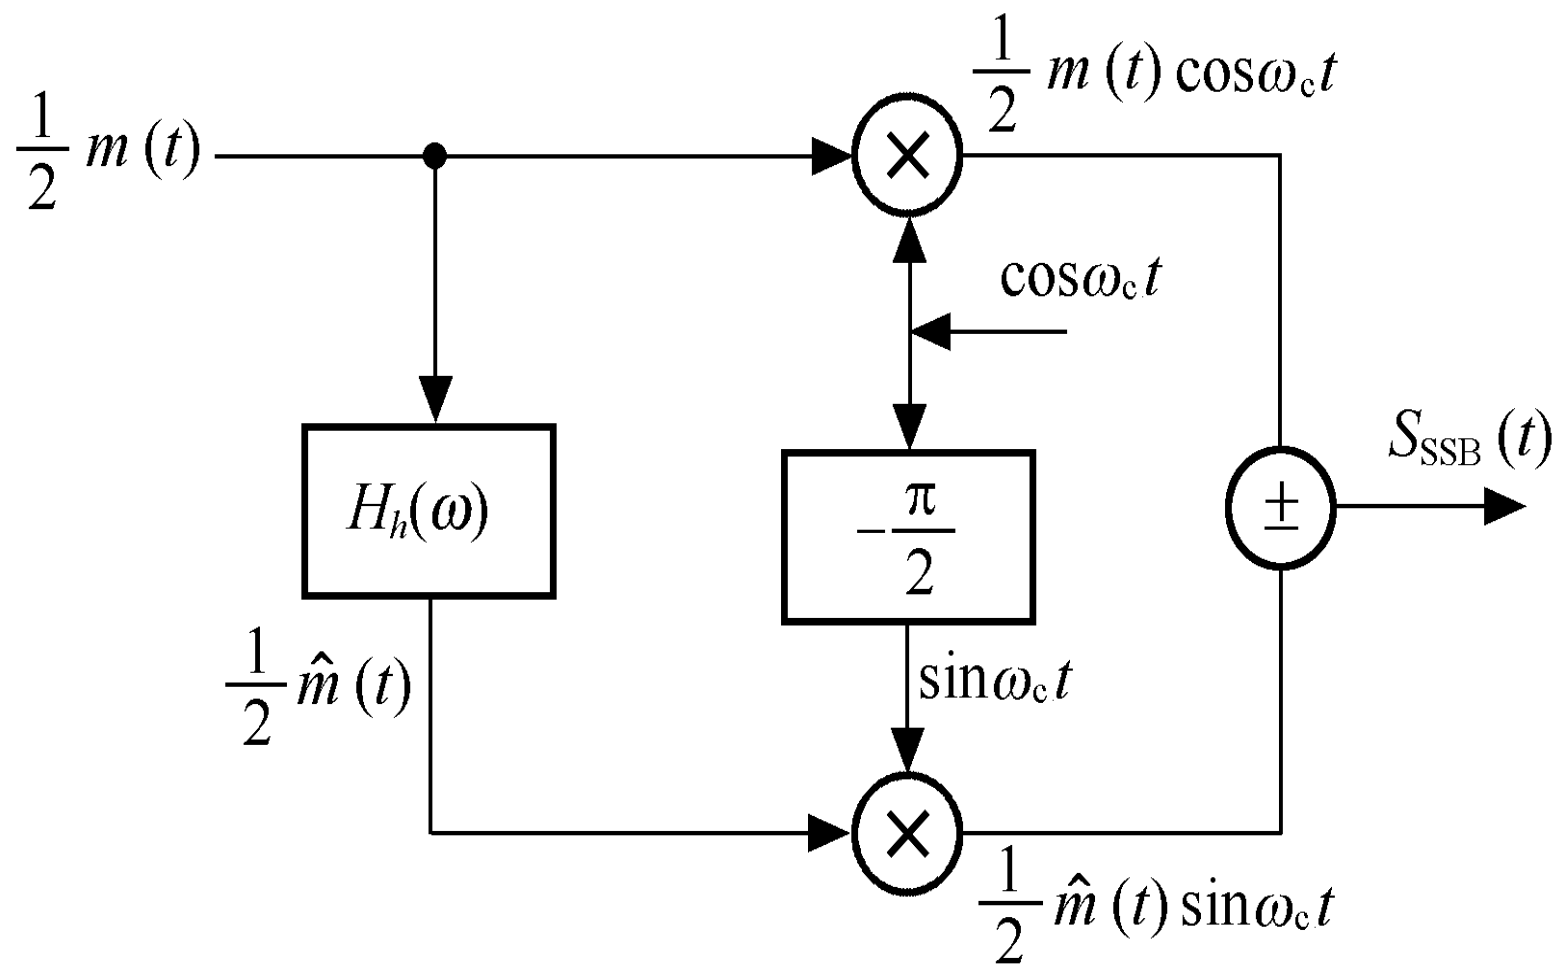 1/2 m (t) cosω_c t
1/2 m (t)
×
cosω_c t
S_SSB (t)
H_h(ω)
-π/2
±
1/2 m̂ (t)
sinω_c t
×
1/2 m̂ (t) sinω_c t